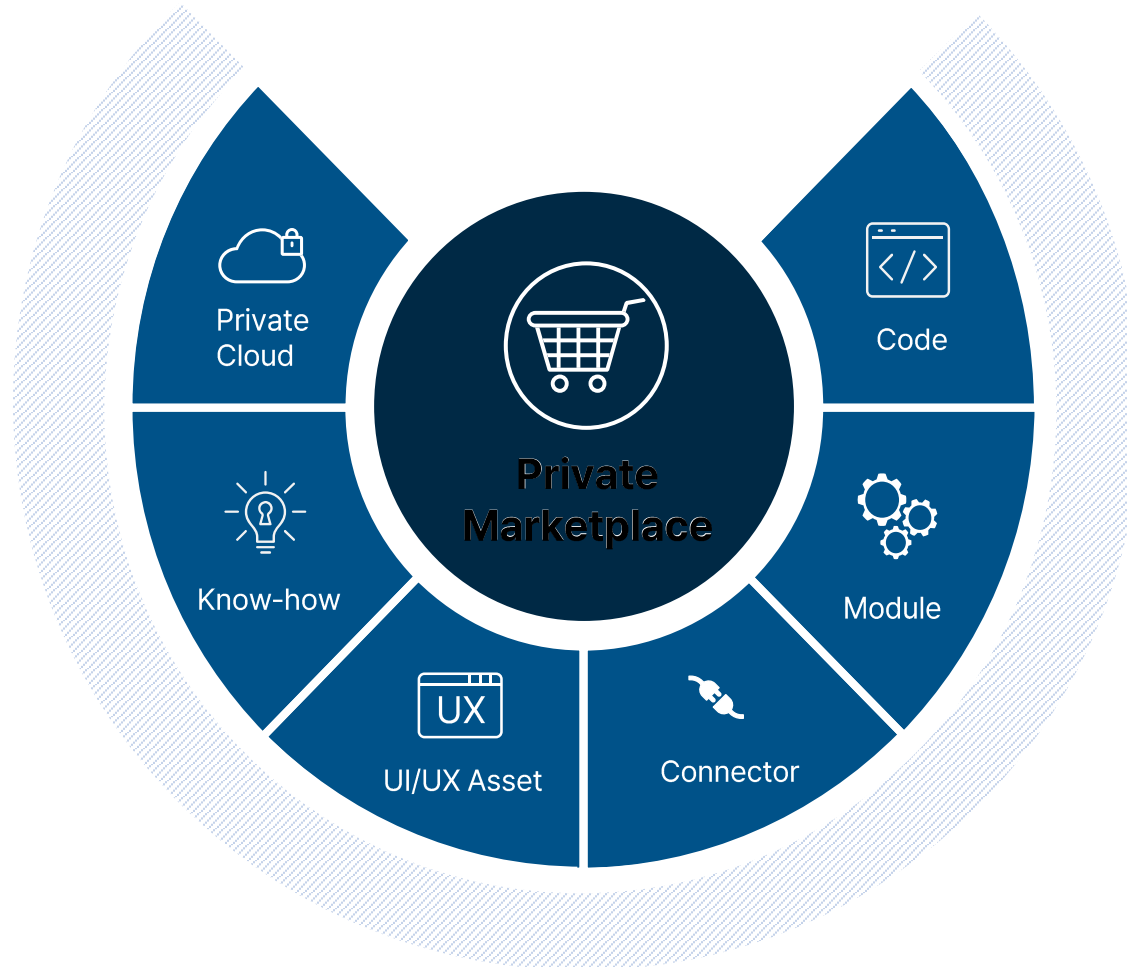 Private
Cloud
</>
Code
Private
Marketplace
Know-how
Module
UX
UI/UX Asset
Connector